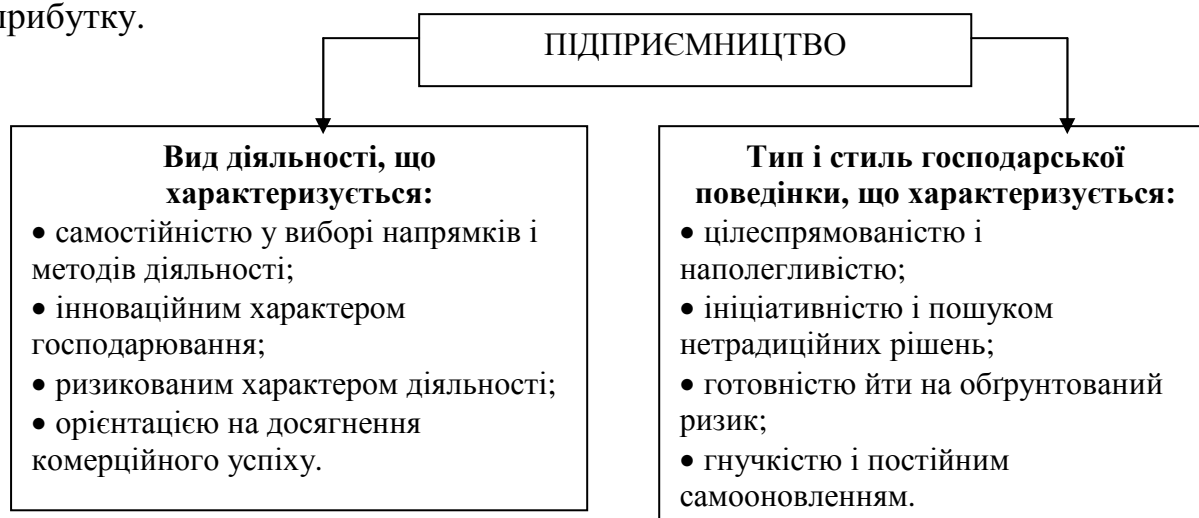 прибутку.
ПІДПРИЄМНИЦТВО
Вид діяльності, що
характеризується:
• самостійністю у виборі напрямків і
методів діяльності;
• інноваційним характером
господарювання;
• ризикованим характером діяльності;
• орієнтацією на досягнення
комерційного успіху.
Тип і стиль господарської
поведінки, що характеризується:
• цілеспрямованістю і
наполегливістю;
• ініціативністю і пошуком
нетрадиційних рішень;
• готовністю йти на обґрунтований
ризик;
• гнучкістю і постійним
самооновленням.